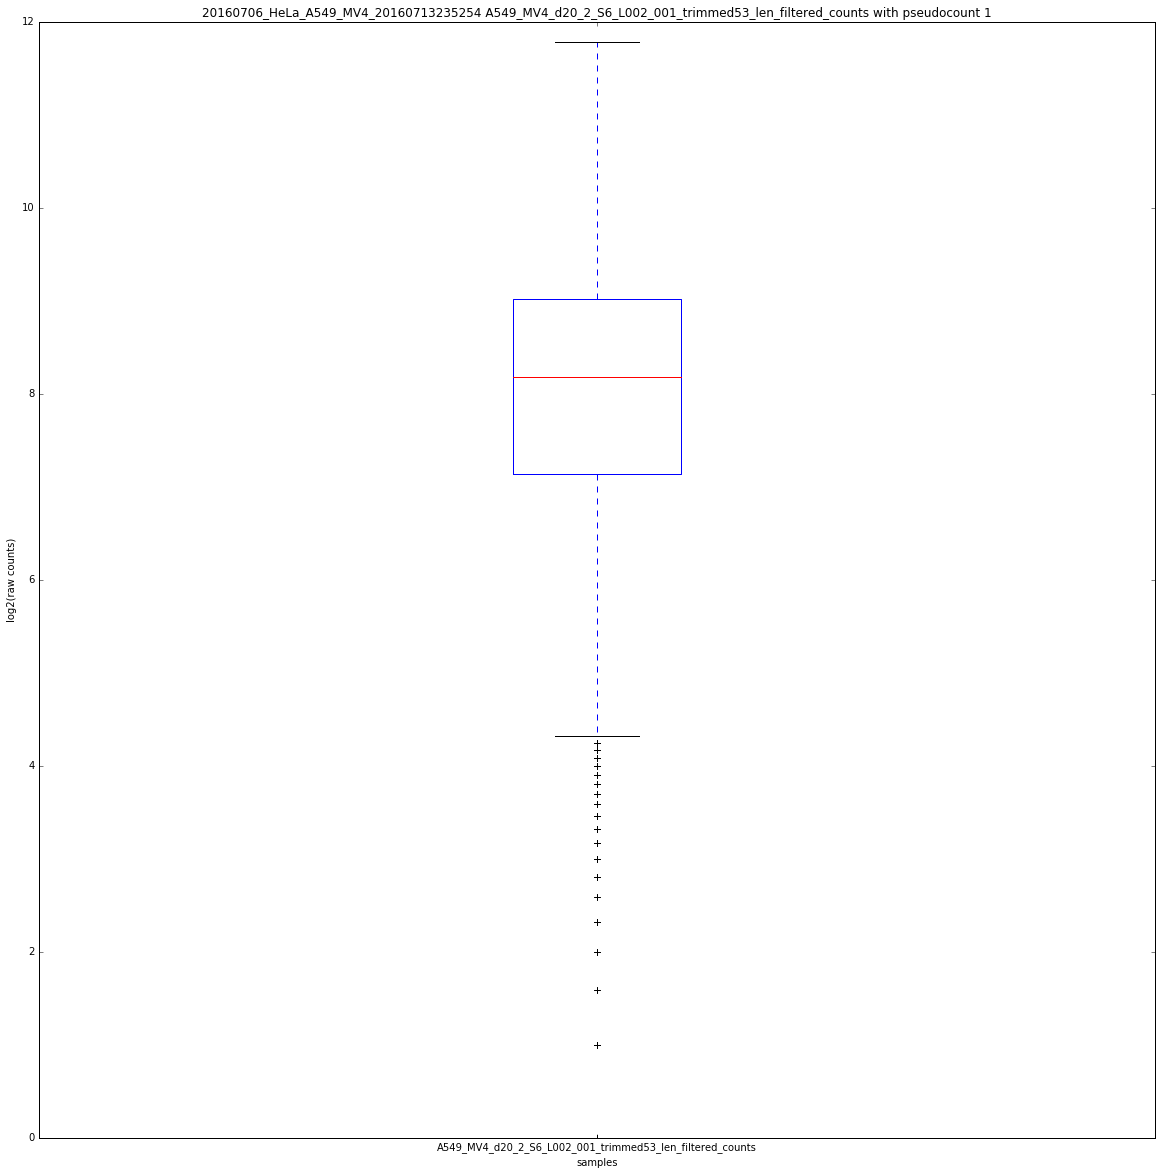 20160706_HeLa_A549_MV4_20160713235254 A549_MV4_d20_2_S6_L002_001_trimmed53_len_filtered_counts with pseudocount 1
12
10
8
6
4
2
0
log2(raw counts)
A549_MV4_d20_2_S6_L002_001_trimmed53_len_filtered_counts
samples